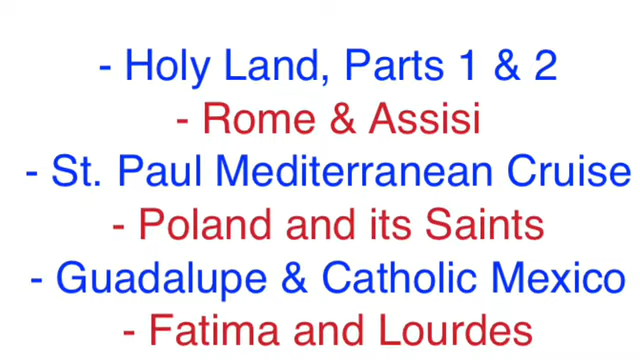 - Holy Land, Parts 1 & 2
- Rome & Assisi
- St. Paul Mediterranean Cruise
- Poland and its Saints
- Guadalupe & Catholic Mexico
- Fatima and Lourdes